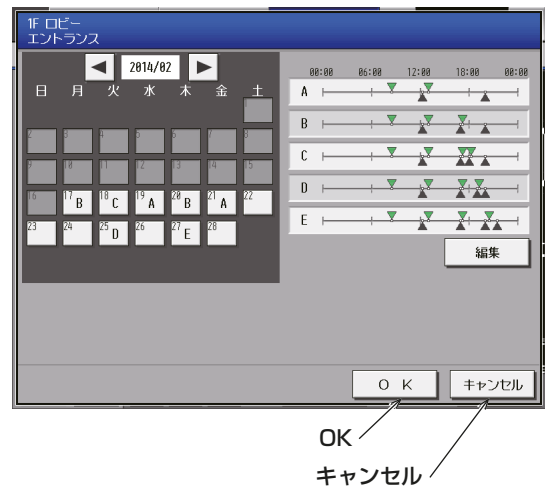 1F ロビー
エントランス
2014/02
日 月 火 水 木 金 土
1
2 3 4 5 6 7 8
9 10 11 12 13 14 15
16 17 B 18 C 19 A 20 B 21 A 22
23 24 25 D 26 27 E 28
00:00 06:00 12:00 18:00 00:00
A
B
C
D
E
編集
OK
キャンセル
OK
キャンセル